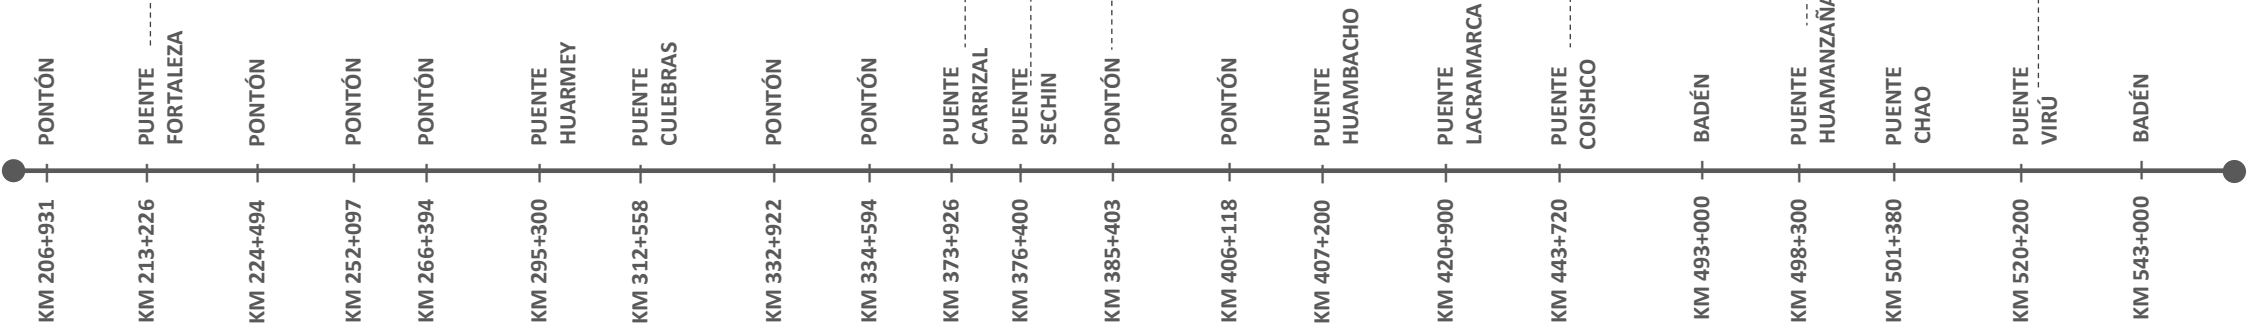 PONTÓN
PUENTE
FORTALEZA
PONTÓN
PONTÓN
PONTÓN
PUENTE
HUARMEY
PUENTE
CULEBRAS
PONTÓN
PONTÓN
PUENTE
CARRIZAL
PUENTE
SECHIN
PONTÓN
PONTÓN
PUENTE
HUAMBACHO
PUENTE
LACRAMARCA
PUENTE
COISHCO
BADÉN
PUENTE
HUAMANZAÑA
PUENTE
CHAO
PUENTE
VIRÚ
BADÉN
KM 206+931
KM 213+226
KM 224+494
KM 252+097
KM 266+394
KM 295+300
KM 312+558
KM 332+922
KM 334+594
KM 373+926
KM 376+400
KM 385+403
KM 406+118
KM 407+200
KM 420+900
KM 443+720
KM 493+000
KM 498+300
KM 501+380
KM 520+200
KM 543+000